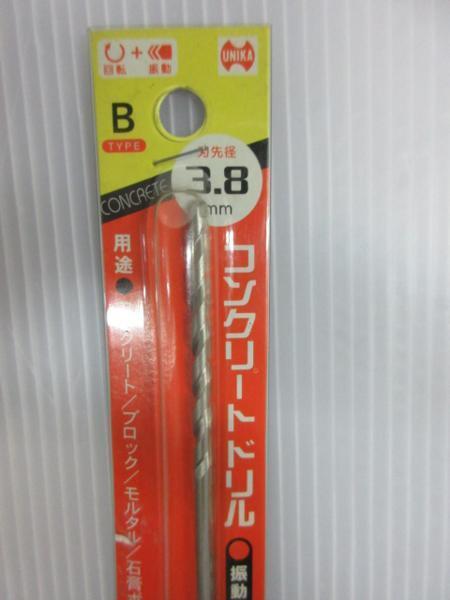 回転 + 振動
UNIKA
B
TYPE
刃先径
3.8
mm
CONCRETE
コンクリートドリル
用途
クリート/ブロック/モルタル/石膏
振動